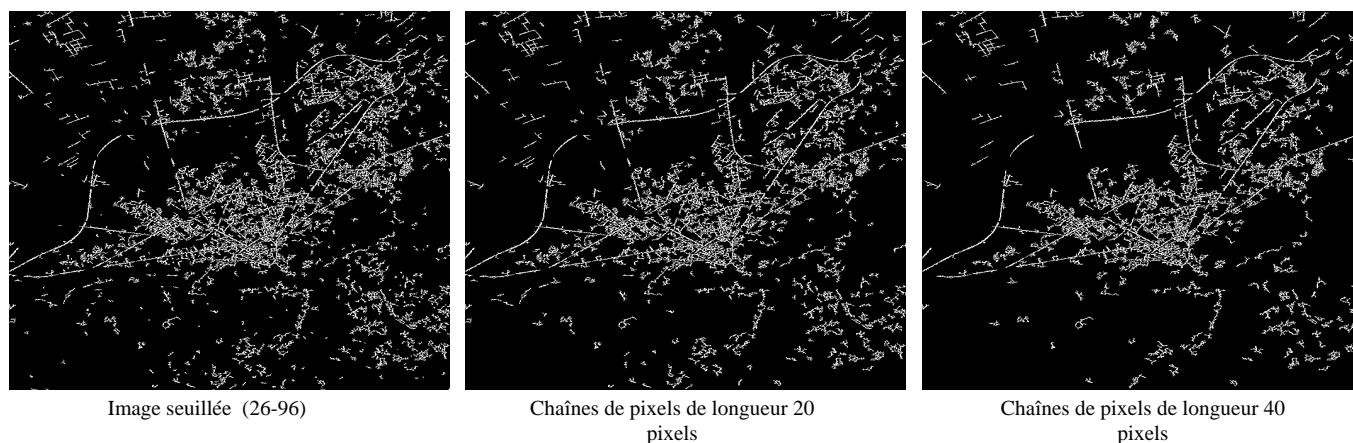 Image seuillée (26-96)
Chaînes de pixels de longueur 20
pixels
Chaînes de pixels de longueur 40
pixels